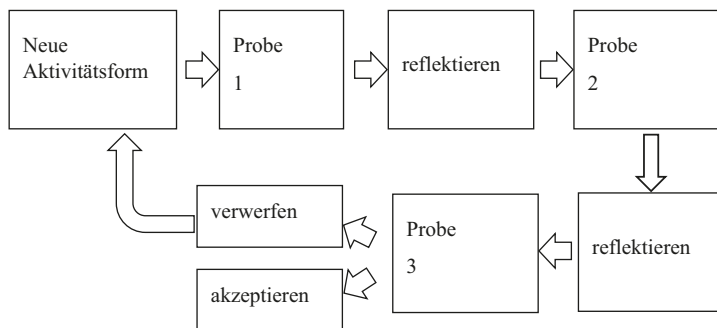 Neue
Aktivitätsform
Probe
1
reflektieren
Probe
2
reflektieren
Probe
3
verwerfen
akzeptieren